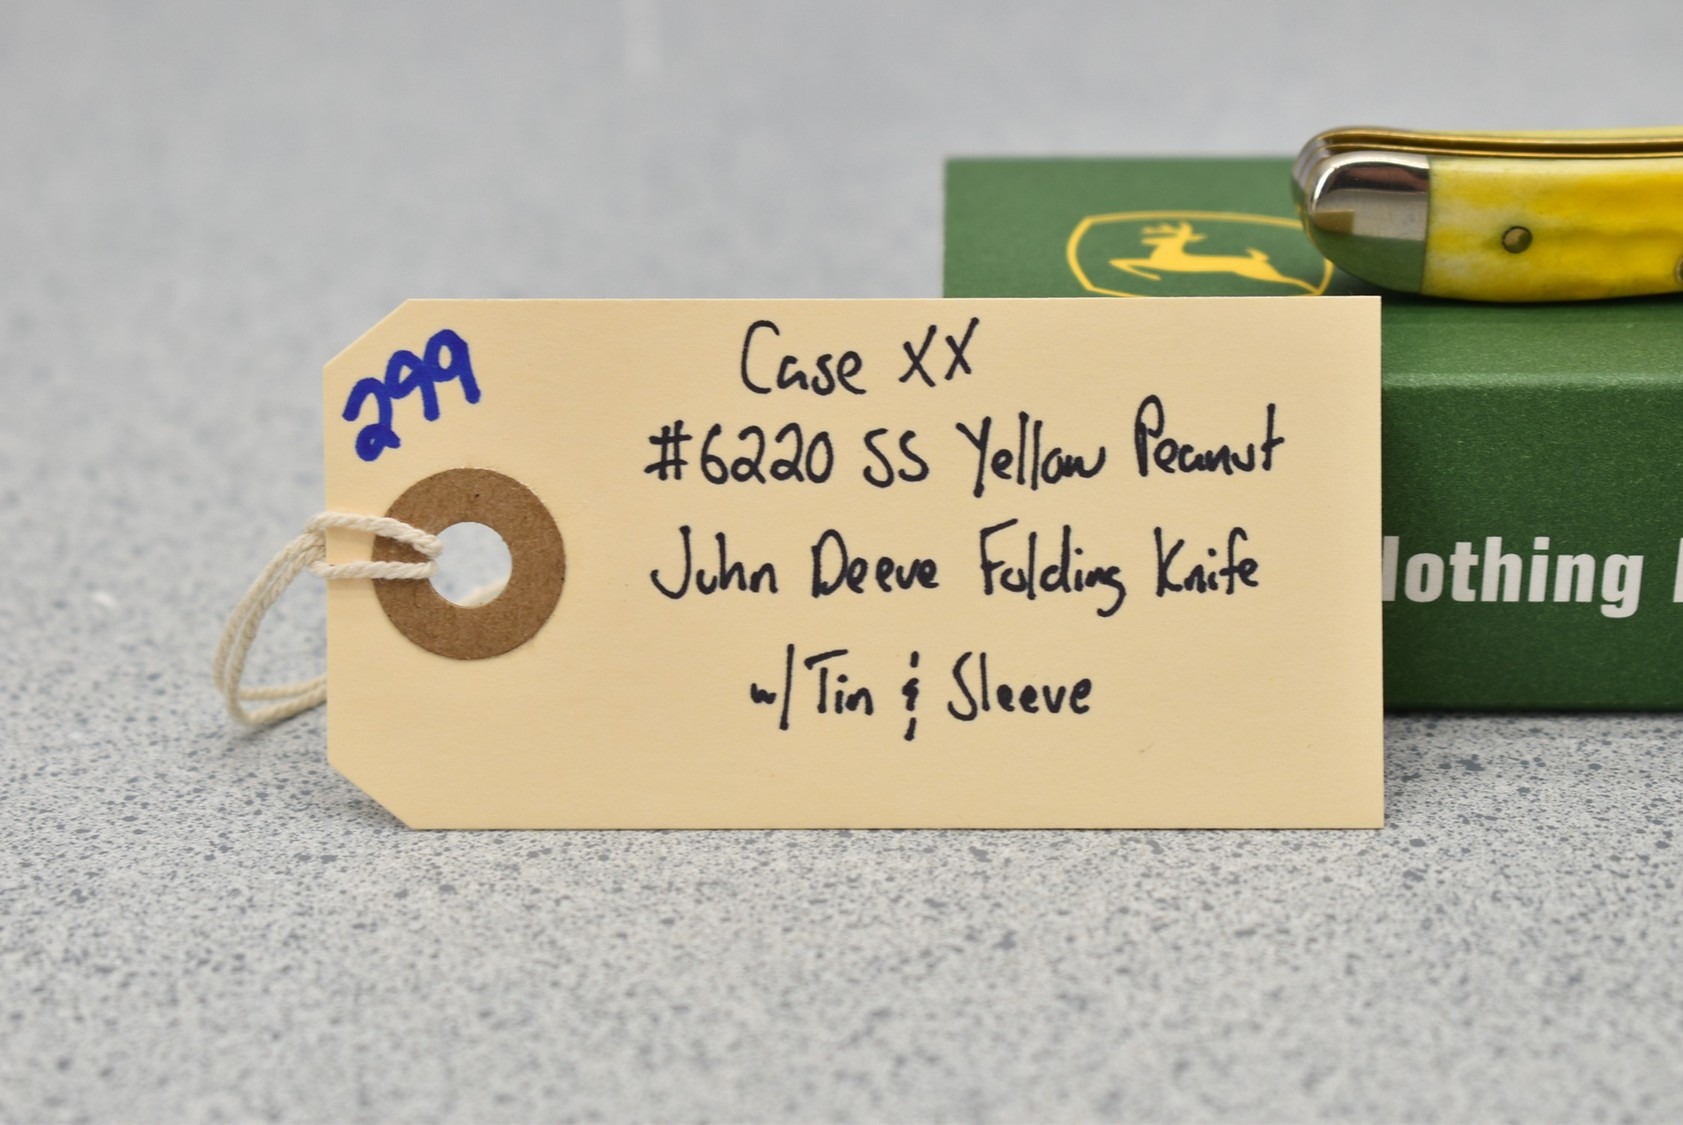 299
Case XX
#6220 SS Yellow Peanut
John Deere Folding Knife
w/ Tin & Sleeve
lothing